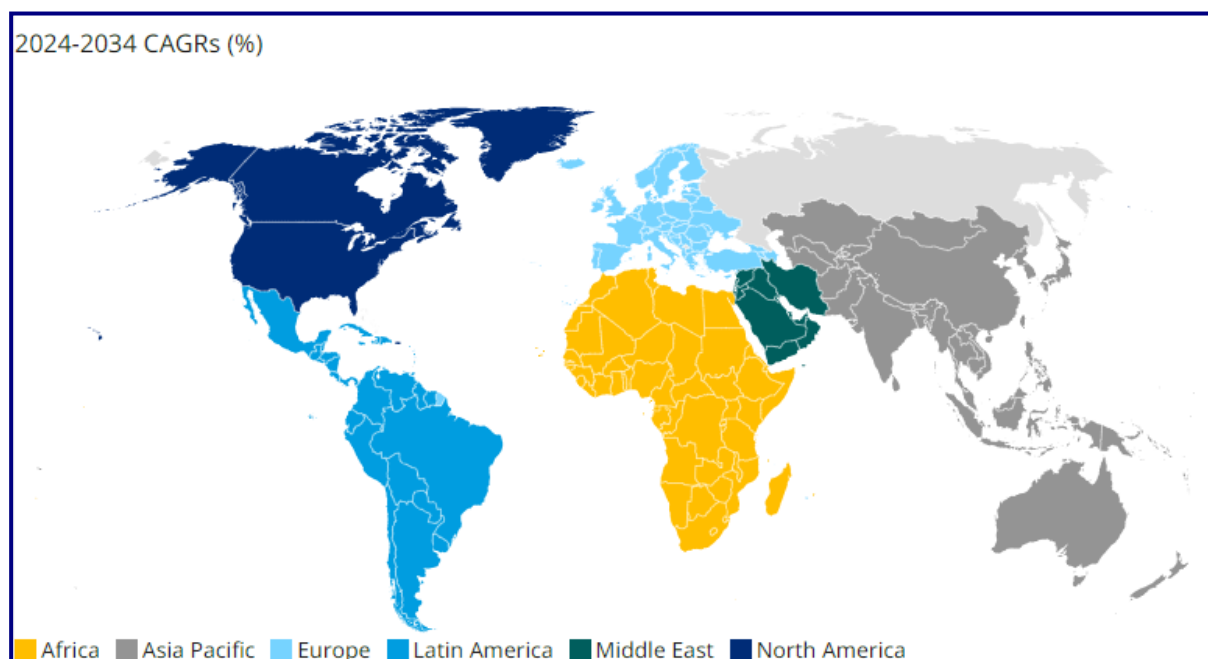 2024-2034 CAGRs (%)
Africa Asia Pacific Europe Latin America Middle East North America